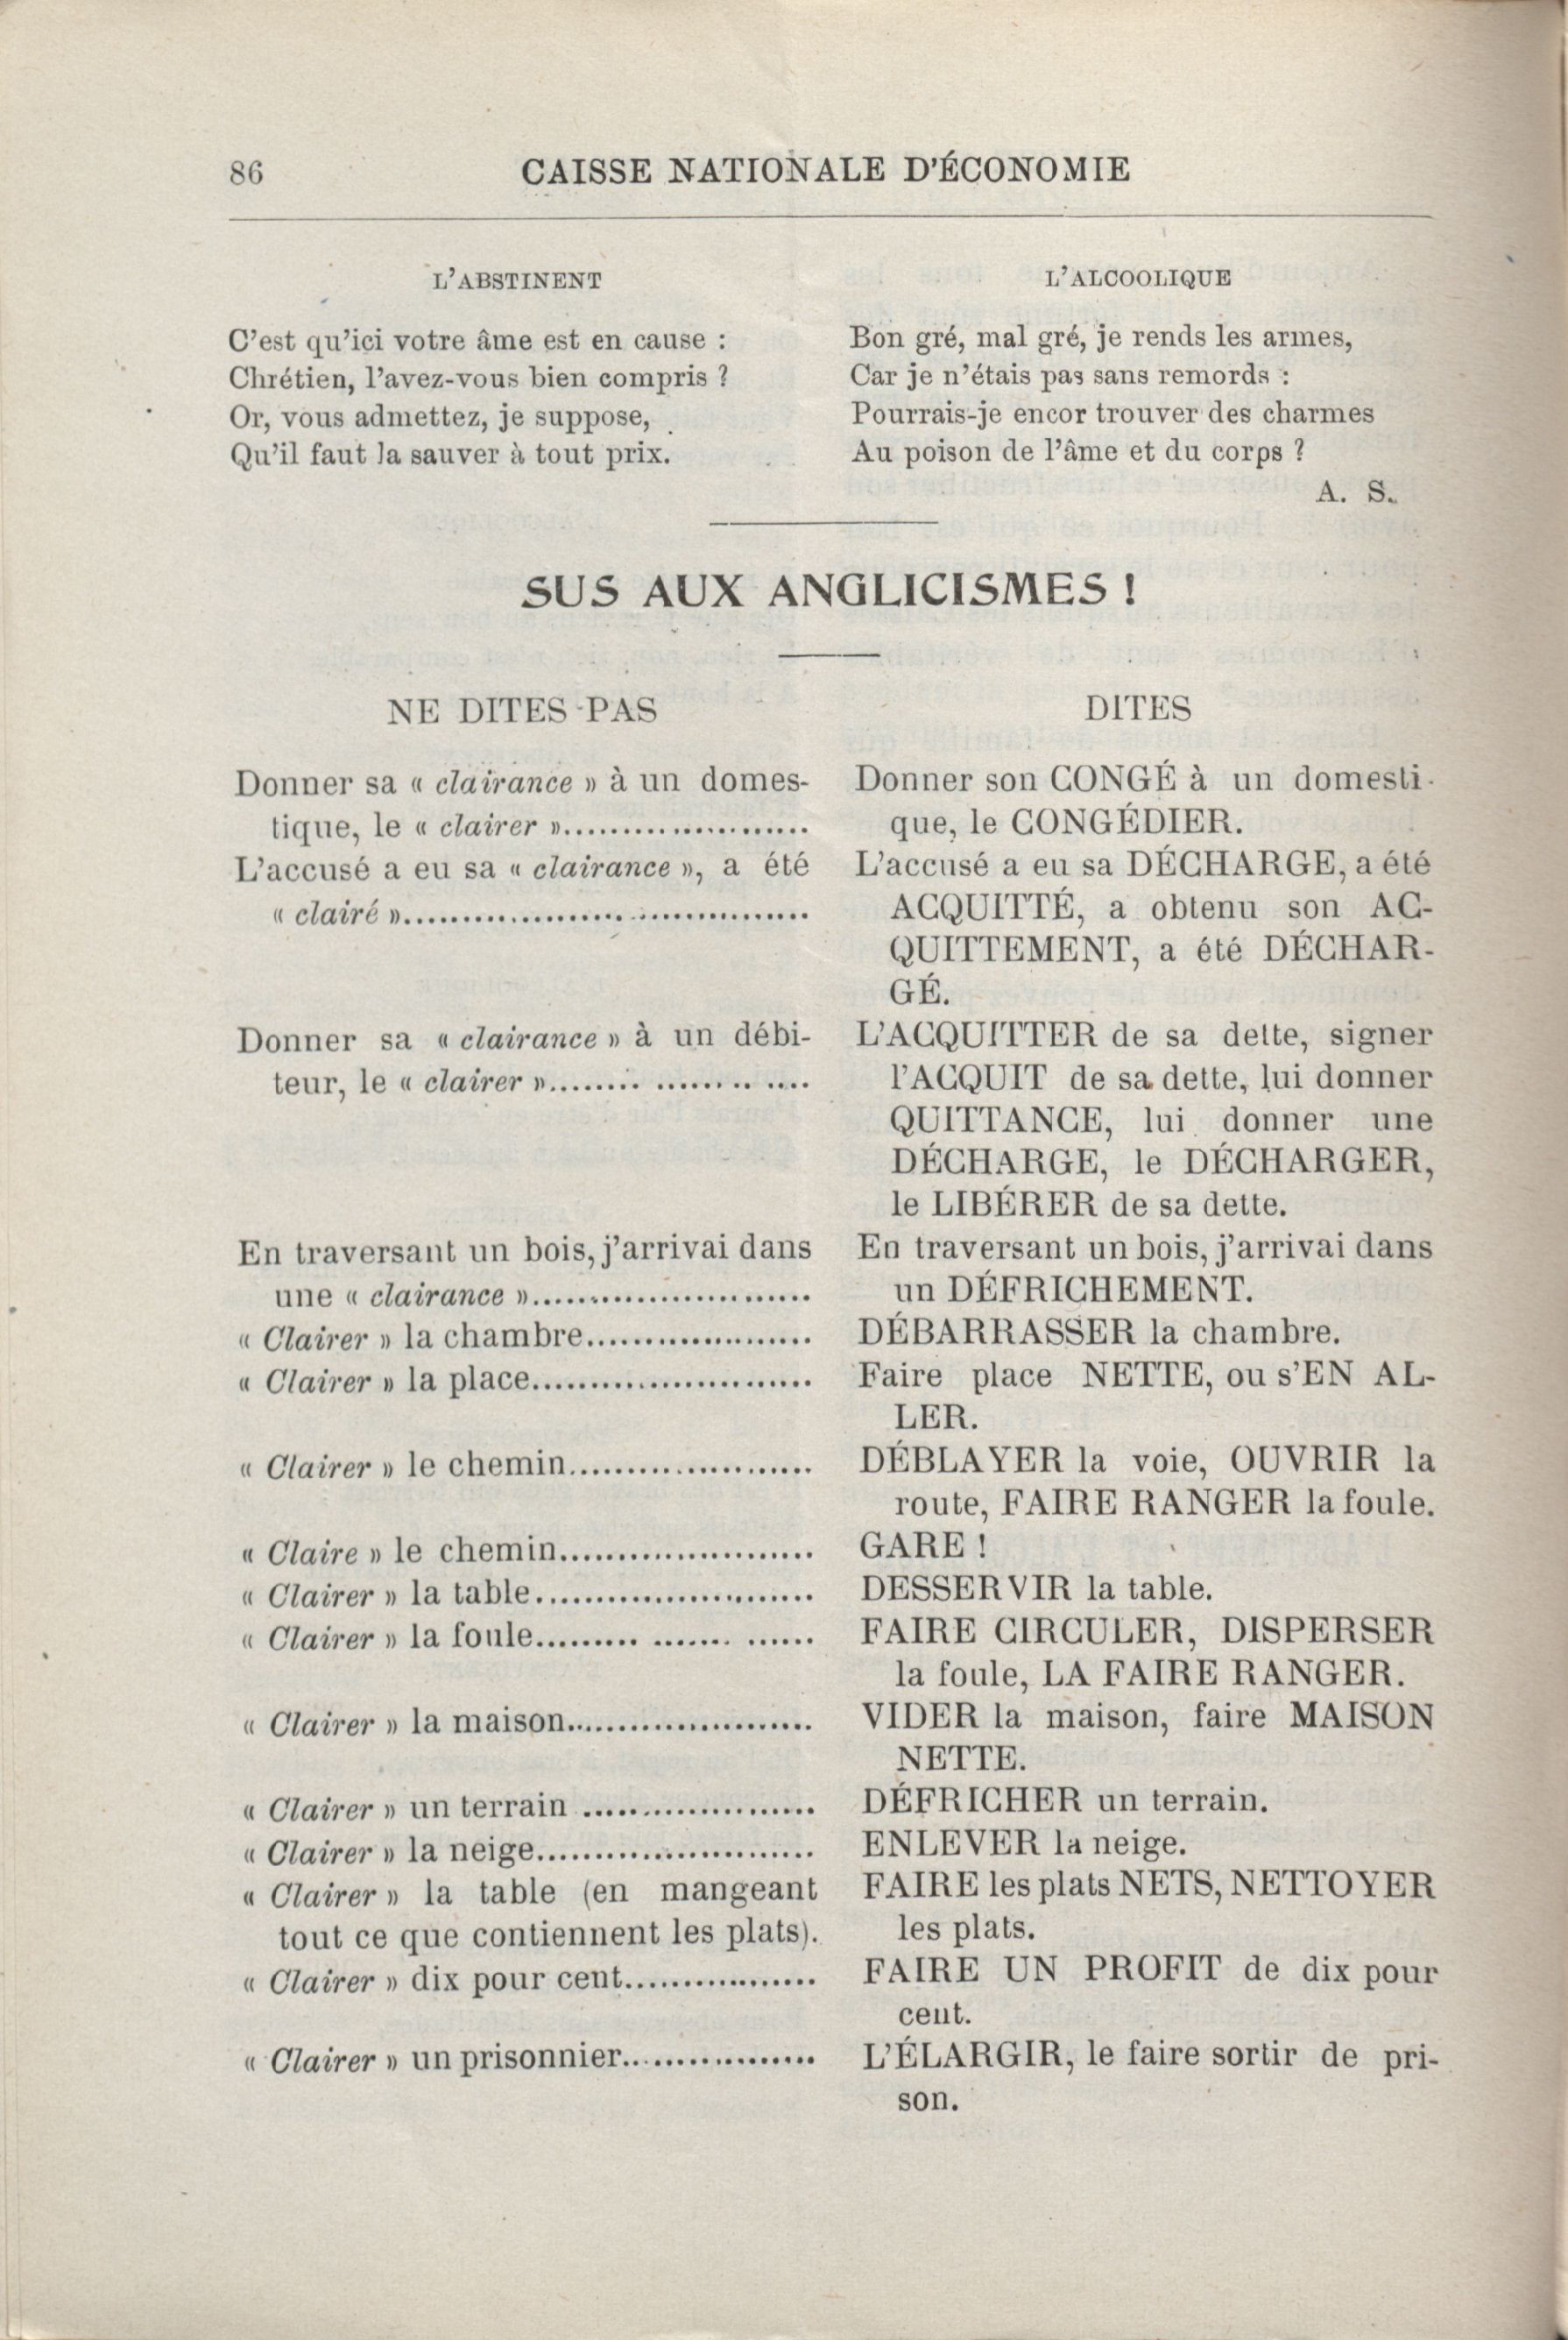 86
CAISSE NATIONALE D'ÉCONOMIE
L'ABSTINENT
C'est qu'ici votre âme est en cause :
Chrétien, l'avez-vous bien compris ?
Or, vous admettez, je suppose,
Qu'il faut la sauver à tout prix.
L'ALCOOLIQUE
Bon gré, mal gré, je rends les armes,
Car je n'étais pas sans remords :
Pourrais-je encor trouver des charmes
Au poison de l'âme et du corps ?
A. S.
SUS AUX ANGLICISMES !
NE DITES PAS
Donner sa « clairance » à un domes-
tique, le « clairer ».....................
L'accusé a eu sa « clairance », a été
« clairé »...................................
Donner sa « clairance » à un débi-
teur, le « clairer »........ ........ .. ....
En traversant un bois, j'arrivai dans
une « clairance »........................
« Clairer » la chambre....................
« Clairer » la place........................
« Clairer » le chemin.....................
« Claire » le chemin......................
« Clairer » la table........................
« Clairer » la foule......... ....... ......
« Clairer » la maison.....................
« Clairer » un terrain ....................
« Clairer » la neige........................
« Clairer » la table (en mangeant
tout ce que contiennent les plats).
« Clairer » dix pour cent.................
« Clairer » un prisonnier.................
DITES
Donner son CONGÉ à un domesti-
que, le CONGÉDIER.
L'accusé a eu sa DÉCHARGE, a été
ACQUITTÉ, a obtenu son AC-
QUITTEMENT, a été DÉCHAR-
GÉ.
L'ACQUITTER de sa dette, signer
l'ACQUIT de sa dette, lui donner
QUITTANCE, lui donner une
DÉCHARGE, le DÉCHARGER,
le LIBÉRER de sa dette.
En traversant un bois, j'arrivai dans
un DÉFRICHEMENT.
DÉBARRASSER la chambre.
Faire place NETTE, ou s'EN AL-
LER.
DÉBLAYER la voie, OUVRIR la
route, FAIRE RANGER la foule.
GARE !
DESSERVIR la table.
FAIRE CIRCULER, DISPERSER
la foule, LA FAIRE RANGER.
VIDER la maison, faire MAISON
NETTE.
DÉFRICHER un terrain.
ENLEVER la neige.
FAIRE les plats NETS, NETTOYER
les plats.
FAIRE UN PROFIT de dix pour
cent.
L'ÉLARGIR, le faire sortir de pri-
son.